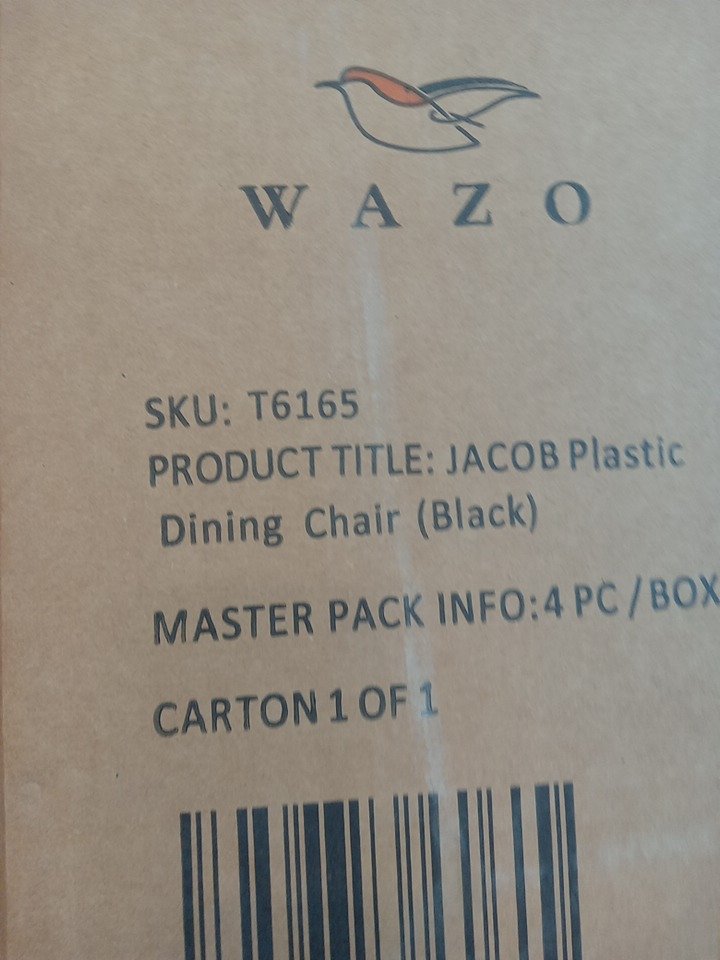 WAZO
SKU: T6165
PRODUCT TITLE: JACOB Plastic
Dining Chair (Black)
MASTER PACK INFO:4 PC / BOX
CARTON 1 OF 1